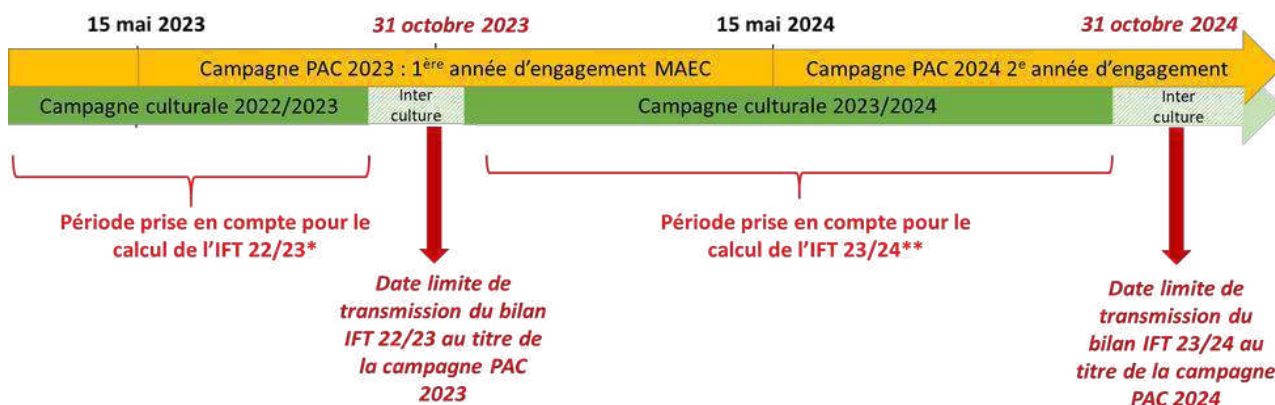 15 mai 2023
31 octobre 2023
15 mai 2024
31 octobre 2024
Campagne PAC 2023 : 1ère année d'engagement MAEC
Campagne PAC 2024 2e année d'engagement
Campagne culturale 2022/2023
Inter
culture
Campagne culturale 2023/2024
Inter
culture
Période prise en compte pour le
calcul de l'IFT 22/23*
Période prise en compte pour le
calcul de l'IFT 23/24**
Date limite de
transmission du bilan
IFT 22/23 au titre de
la campagne PAC
2023
Date limite de
transmission du
bilan IFT 23/24 au
titre de la campagne
PAC 2024